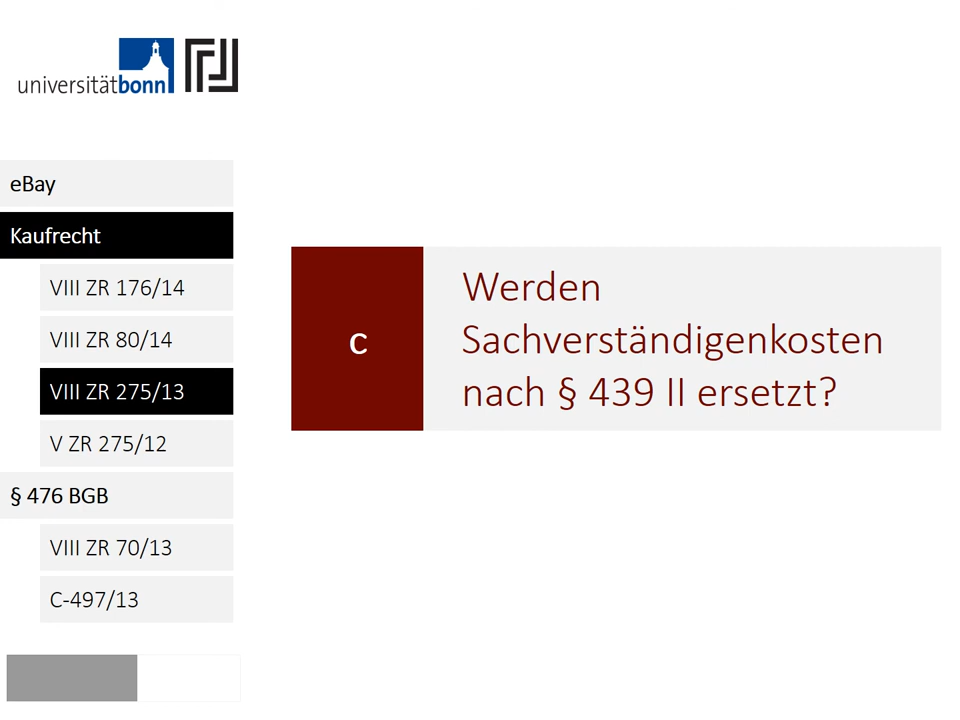 universitätbonn
eBay
Kaufrecht
VIII ZR 176/14
VIII ZR 80/14
VIII ZR 275/13
V ZR 275/12
§ 476 BGB
VIII ZR 70/13
C-497/13
c
Werden
Sachverständigenkosten
nach § 439 II ersetzt?